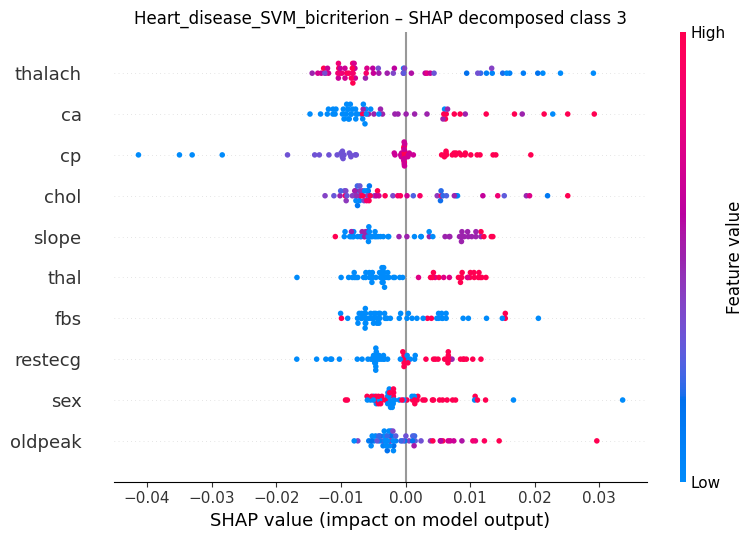 Heart_disease_SVM_bicriterion – SHAP decomposed class 3
High
thalach
ca
cp
chol
slope
thal
fbs
restecg
sex
oldpeak
Feature value
Low
−0.04 −0.03 −0.02 −0.01 0.00 0.01 0.02 0.03
SHAP value (impact on model output)